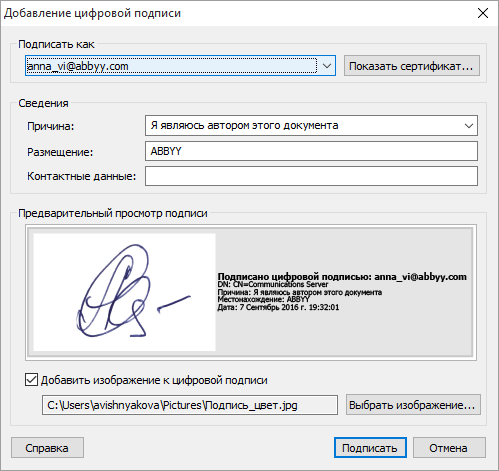 Добавление цифровой подписи
Подписать как
anna_vi@abbyy.com
Показать сертификат...
Сведения
Причина:
Я являюсь автором этого документа
Размещение:
ABBYY
Контактные данные:
Предварительный просмотр подписи
Подписано цифровой подписью: anna_vi@abbyy.com
DN: CN=Communications Server
Причина: Я являюсь автором этого документа
Местонахождение: ABBYY
Дата: 7 Сентябрь 2016 г. 19:32:01
Добавить изображение к цифровой подписи
C:\Users\avishnyakova\Pictures\Подпись_цвет.jpg
Выбрать изображение...
Справка
Подписать
Отмена